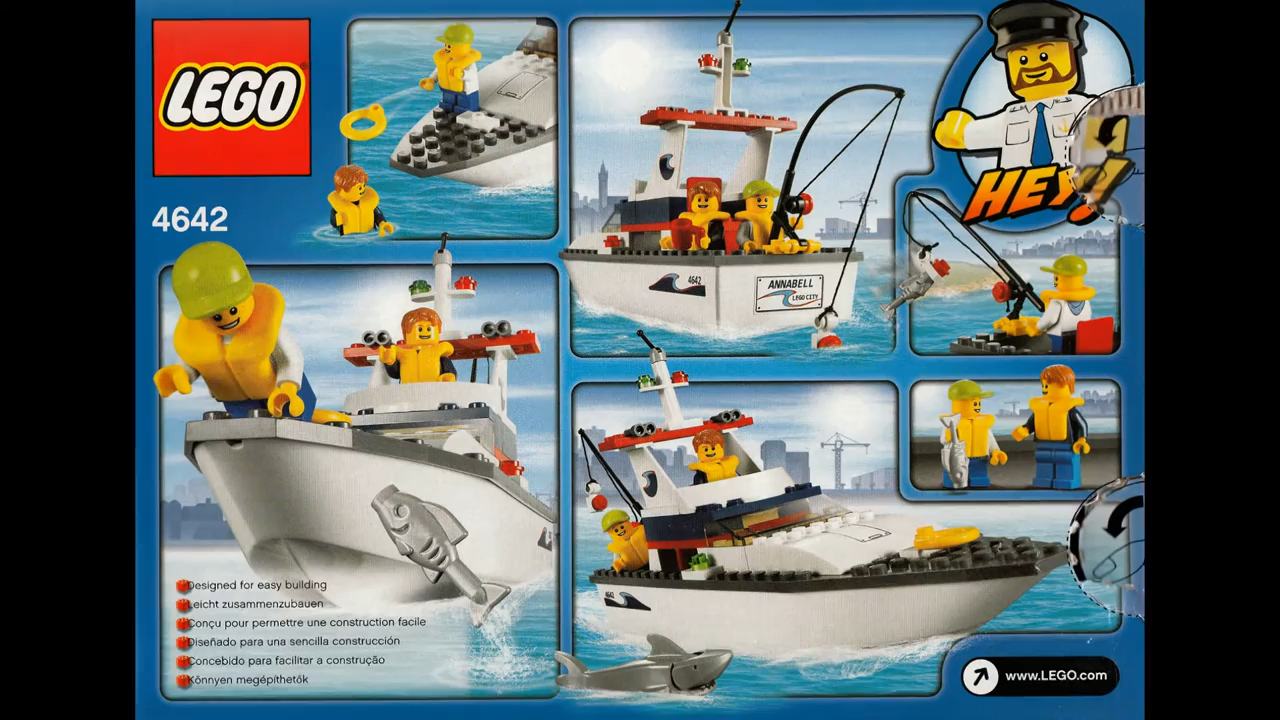 LEGO
4642
HEY!
4642
ANNABELL
LEGO CITY
4642
Designed for easy building
Leicht zusammenzubauen
Conçu pour permettre une construction facile
Diseñado para una sencilla construcción
Concebido para facilitar a construção
Könnyen megépíthetők
www.LEGO.com